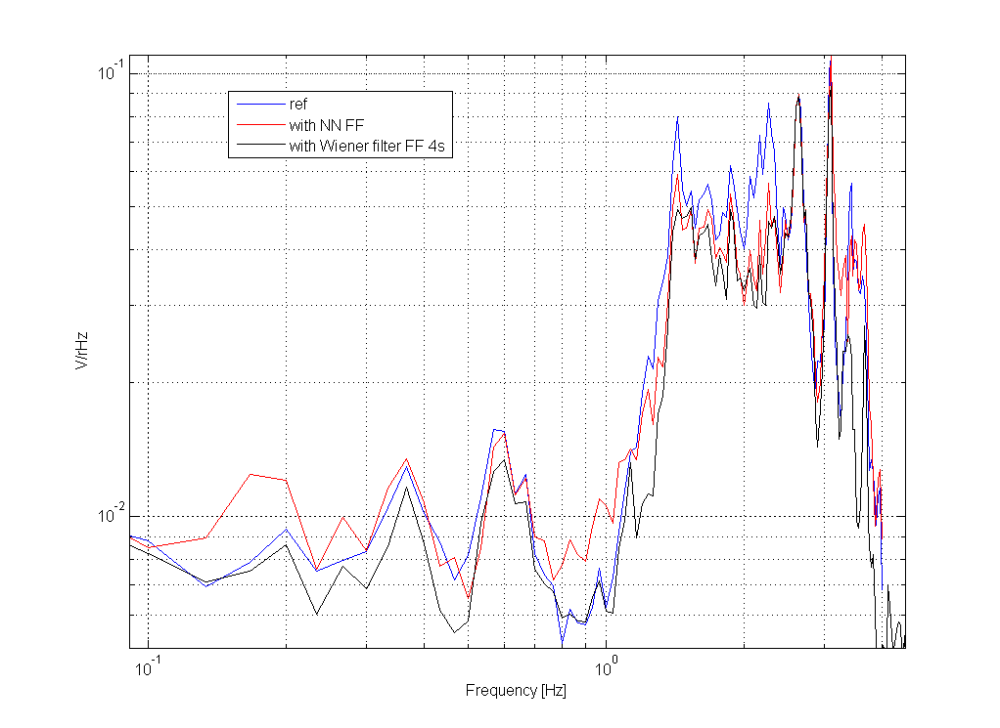 10-1
ref
with NN FF
with Wiener filter FF 4s
V/rHz
10-2
10-1
100
Frequency [Hz]